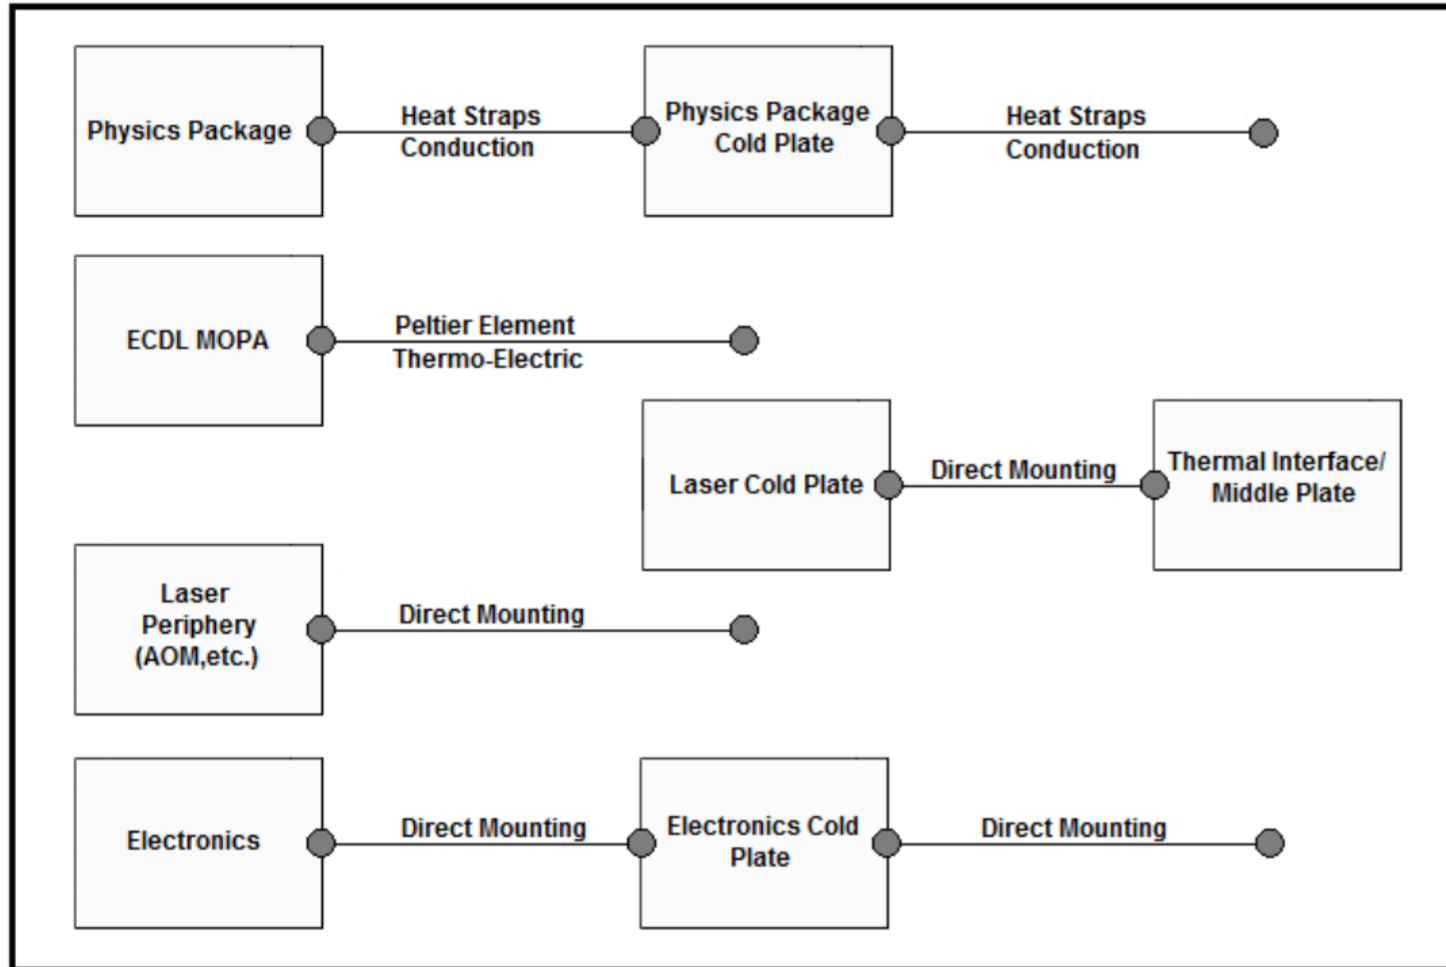 Physics Package
Heat Straps
Conduction
Physics Package
Cold Plate
Heat Straps
Conduction
ECDL MOPA
Peltier Element
Thermo-Electric
Laser Cold Plate
Direct Mounting
Thermal Interface/
Middle Plate
Laser
Periphery
(AOM,etc.)
Direct Mounting
Electronics
Direct Mounting
Electronics Cold
Plate
Direct Mounting